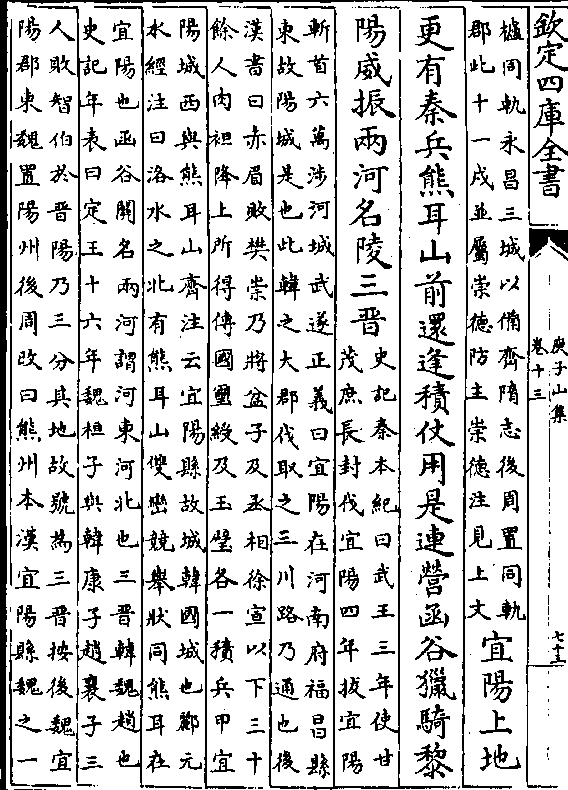 欽定四庫全書
庾子山集
卷十三
七十三
櫨同軌永昌三城以備齊隋志後周置同軌
郡此十一戍並屬崇德防主崇德注見上文
宜陽上地
更有秦兵熊耳山前還逢積仗用是連營函谷獵騎黎
陽威振兩河名陵三晉
史記秦本紀曰武王三年使甘
茂庶長封伐宜陽四年拔宜陽
斬首六萬涉河城武遂正義曰宜陽在河南府福昌縣
東故陽城是也此韓之大郡伐取之三川路乃通也後
漢書曰赤眉敗樊崇乃將盆子及丞相徐宣以下三十
餘人肉袒降上所得傳國璽綬及玉璧各一積兵甲宜
陽城西與熊耳山齊注云宜陽縣故城韓國城也酈元
水經注曰洛水之北有熊耳山雙巒競舉狀同熊耳在
宜陽也函谷關名兩河謂河東河北也三晉韓魏趙也
史記年表曰定王十六年魏桓子與韓康子趙襄子三
人敗智伯於晉陽乃三分其地故號為三晉按後魏宜
陽郡東魏置陽州後周改曰熊州本漢宜陽縣魏之一